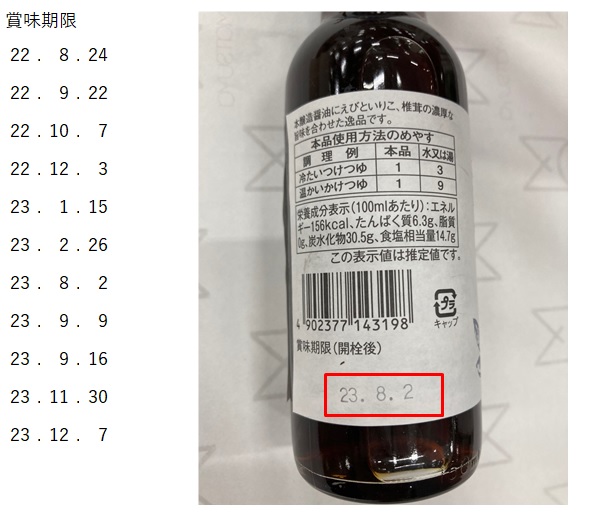 賞味期限
22. 8.24
22. 9.22
22.10. 7
22.12. 3
23. 1.15
23. 2.26
23. 8. 2
23. 9. 9
23. 9.16
23.11.30
23.12. 7
本醸造醤油にえびといりこ、椎茸の濃厚な
旨味を合わせた逸品です。
本品使用方法のめやす
調理例 本品 水又は湯
冷たいつけつゆ 1 3
温かいかけつゆ 1 9
栄養成分表示(100mlあたり):エネル
ギー156kcal、たんぱく質6.3g、脂質
0g、炭水化物30.5g、食塩相当量14.7g
この表示値は推定値です。
4 902377 143198
プラ
キャップ
賞味期限(開栓後)
23. 8. 2